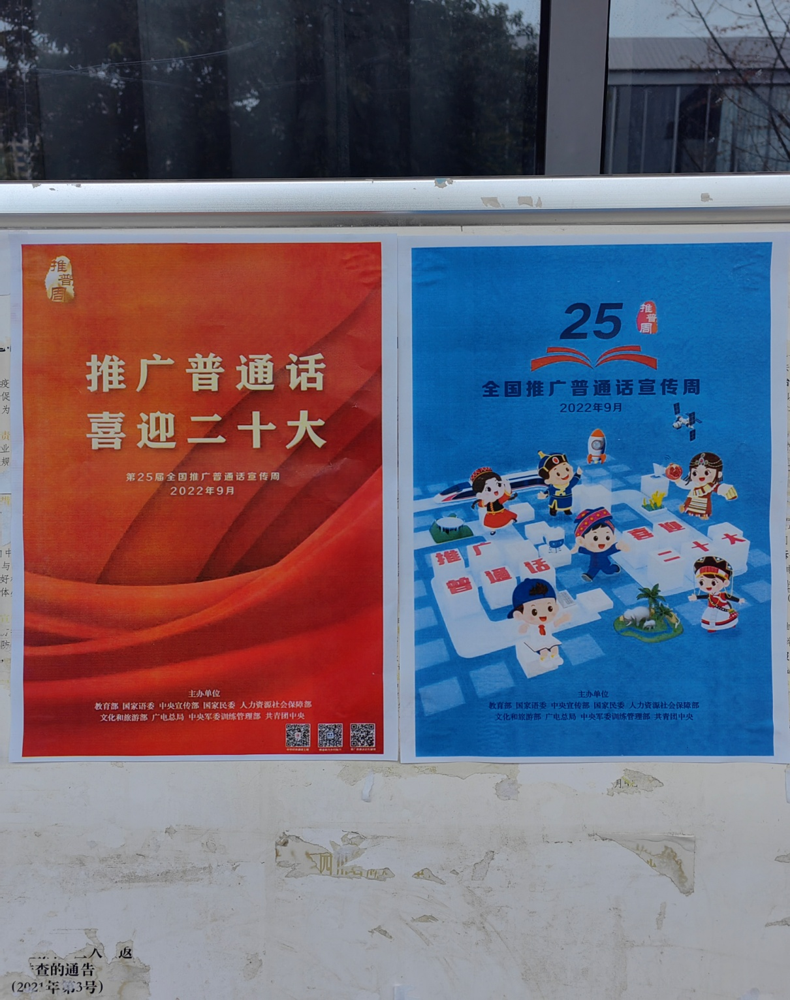 推
普
周
推广普通话
喜迎二十大
第25届全国推广普通话宣传周
2022年9月
主办单位
教育部 国家语委 中央宣传部 国家民委 人力资源社会保障部
文化和旅游部 广电总局 中央军委训练管理部 共青团中央
25
推
普
周
全国推广普通话宣传周
2022年9月
推广
普通话
喜迎
二十大
主办单位
教育部 国家语委 中央宣传部 国家民委 人力资源社会保障部
文化和旅游部 广电总局 中央军委训练管理部 共青团中央
返
查的通告
(2021年第3号)